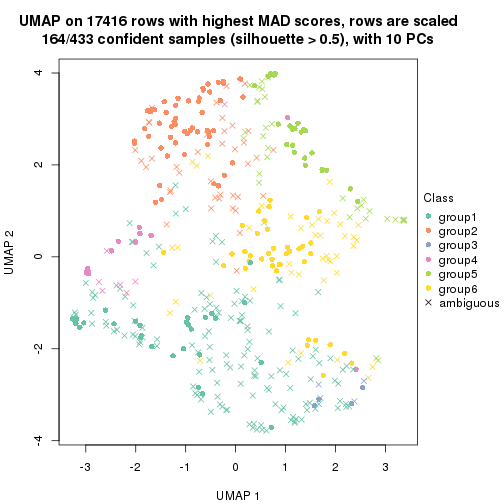 UMAP on 17416 rows with highest MAD scores, rows are scaled
164/433 confident samples (silhouette > 0.5), with 10 PCs
4
2
0
-2
-4
UMAP 2
-3
-2
-1
0
1
2
3
UMAP 1
Class
group1
group2
group3
group4
group5
group6
ambiguous